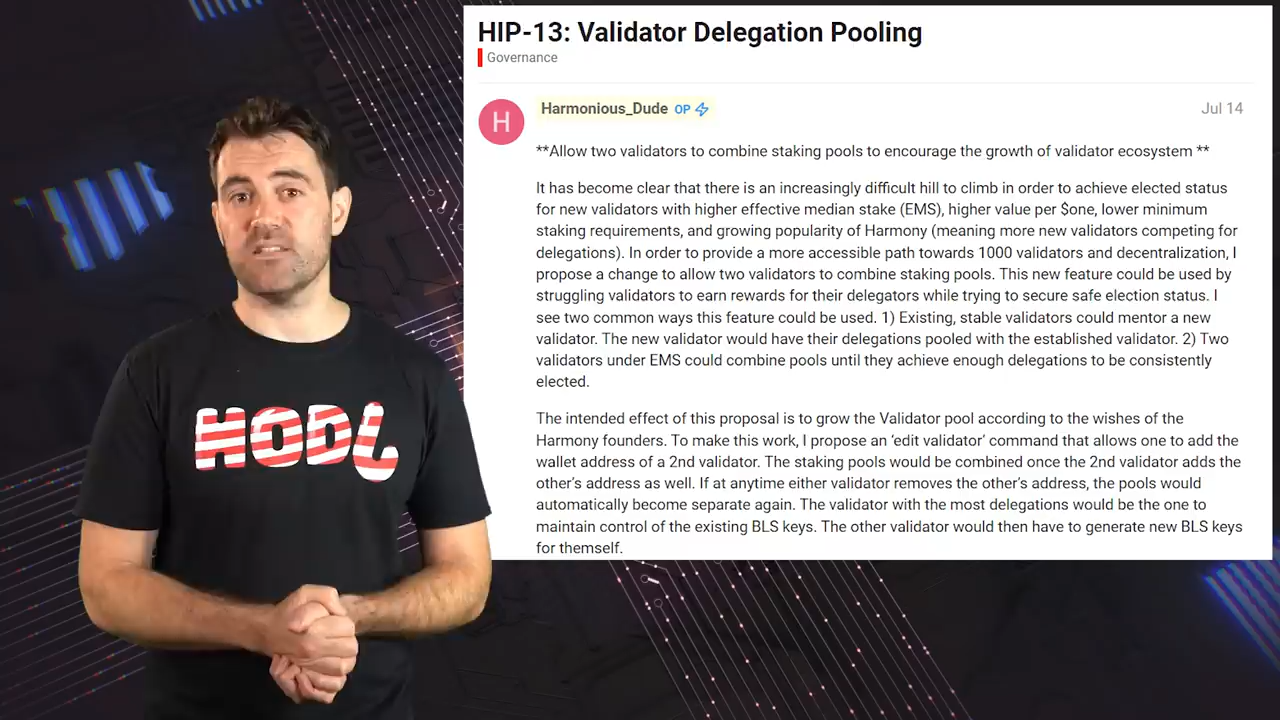 HIP-13: Validator Delegation Pooling
Governance
H
Harmonious_Dude OP
Jul 14
**Allow two validators to combine staking pools to encourage the growth of validator ecosystem **
It has become clear that there is an increasingly difficult hill to climb in order to achieve elected status
for new validators with higher effective median stake (EMS), higher value per $one, lower minimum
staking requirements, and growing popularity of Harmony (meaning more new validators competing for
delegations). In order to provide a more accessible path towards 1000 validators and decentralization, I
propose a change to allow two validators to combine staking pools. This new feature could be used by
struggling validators to earn rewards for their delegators while trying to secure safe election status. I
see two common ways this feature could be used. 1) Existing, stable validators could mentor a new
validator. The new validator would have their delegations pooled with the established validator. 2) Two
validators under EMS could combine pools until they achieve enough delegations to be consistently
elected.
The intended effect of this proposal is to grow the Validator pool according to the wishes of the
Harmony founders. To make this work, I propose an ‘edit validator’ command that allows one to add the
wallet address of a 2nd validator. The staking pools would be combined once the 2nd validator adds the
other’s address as well. If at anytime either validator removes the other’s address, the pools would
automatically become separate again. The validator with the most delegations would be the one to
maintain control of the existing BLS keys. The other validator would then have to generate new BLS keys
for themself.
HODL